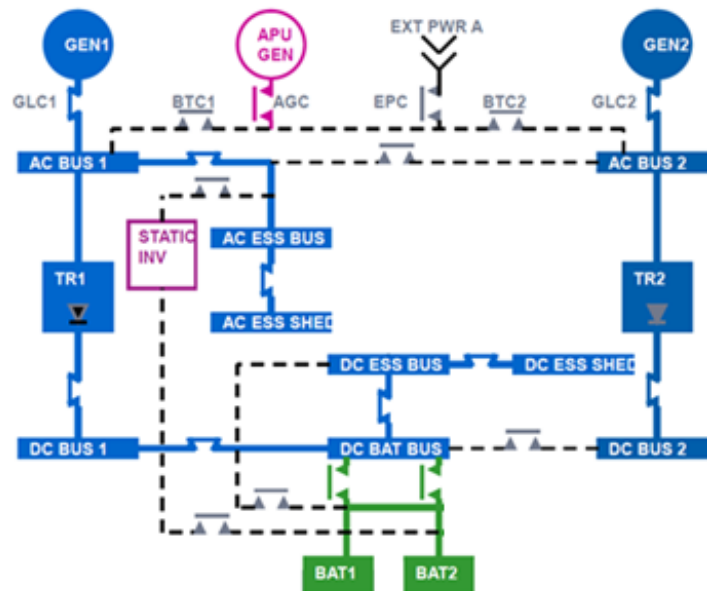 GEN1
APU
GEN
EXT PWR A
GEN2
GLC1
BTC1
AGC
EPC
BTC2
GLC2
AC BUS 1
AC BUS 2
STATIC
INV
AC ESS BUS
TR1
TR2
AC ESS SHED
DC ESS BUS
DC ESS SHED
DC BUS 1
DC BAT BUS
DC BUS 2
BAT1
BAT2